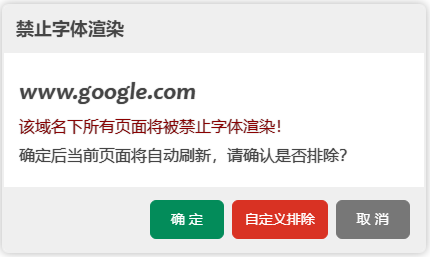 禁止字体渲染
www.google.com
该域名下所有页面将被禁止字体渲染！
确定后当前页面将自动刷新，请确认是否排除？
确 定
自定义排除
取 消